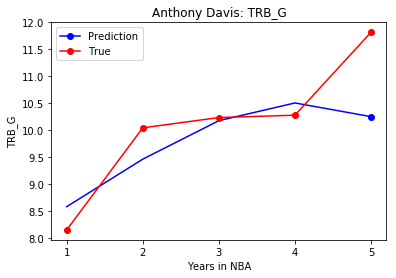 Anthony Davis: TRB_G
Prediction
True
TRB_G
12.0
11.5
11.0
10.5
10.0
9.5
9.0
8.5
8.0
1 2 3 4 5
Years in NBA